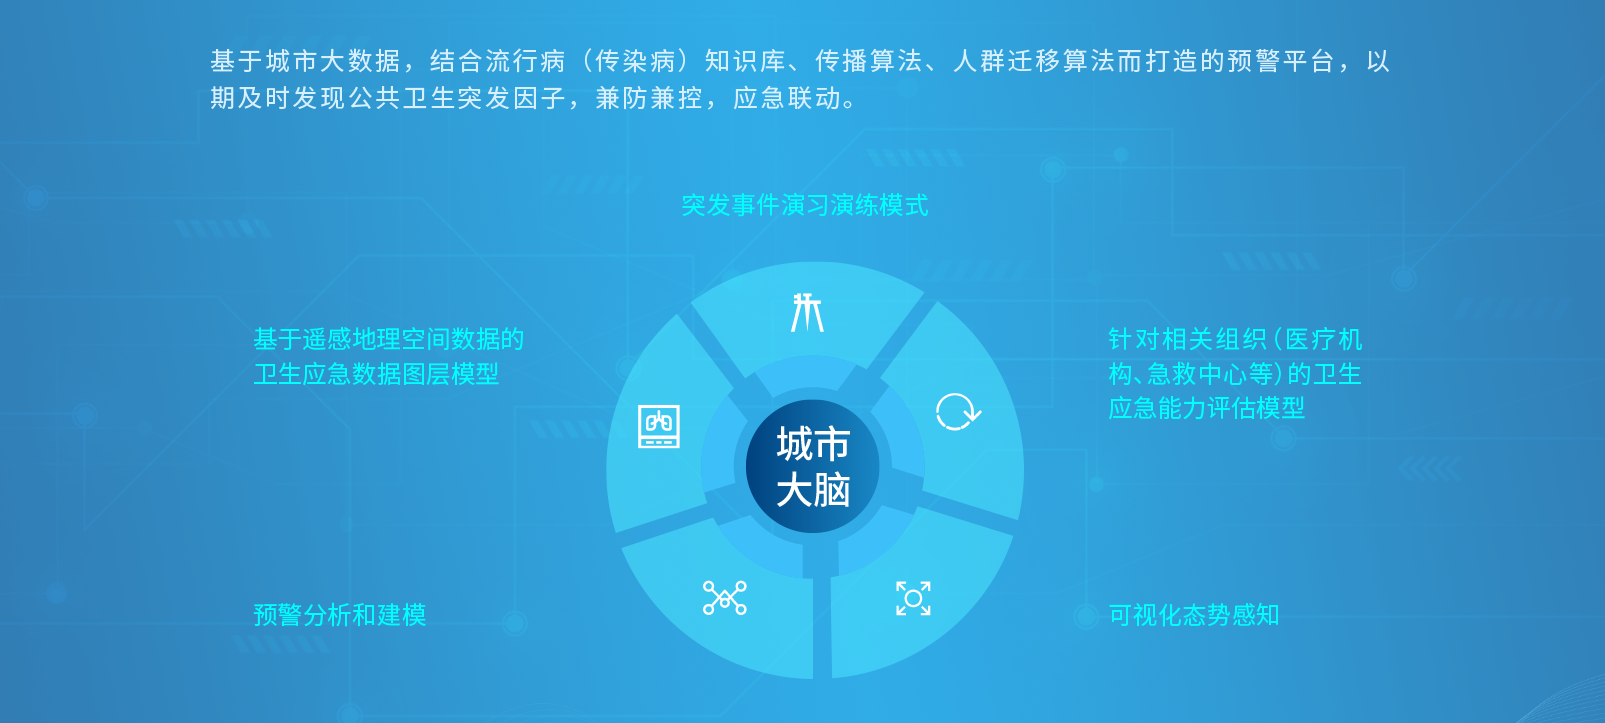 基于城市大数据，结合流行病（传染病）知识库、传播算法、人群迁移算法而打造的预警平台，以
期及时发现公共卫生突发因子，兼防兼控，应急联动。
突发事件演习演练模式
基于遥感地理空间数据的
卫生应急数据图层模型
针对相关组织（医疗机
构、急救中心等）的卫生
应急能力评估模型
城市
大脑
预警分析和建模
可视化态势感知